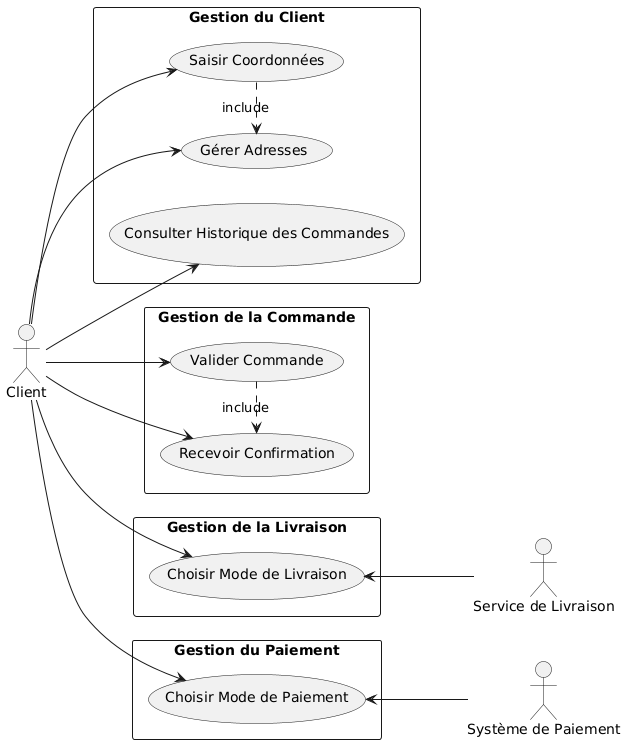 Gestion du Client
Saisir Coordonnées
include
Gérer Adresses
Consulter Historique des Commandes
Client
Gestion de la Commande
Valider Commande
include
Recevoir Confirmation
Gestion de la Livraison
Choisir Mode de Livraison
Service de Livraison
Gestion du Paiement
Choisir Mode de Paiement
Système de Paiement